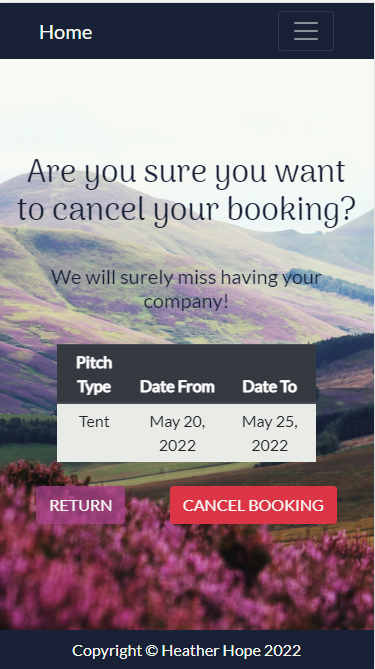 Home
Are you sure you want
to cancel your booking?
We will surely miss having your
company!
Pitch
Type Date From Date To
Tent May 20, May 25,
2022 2022
RETURN CANCEL BOOKING
Copyright © Heather Hope 2022